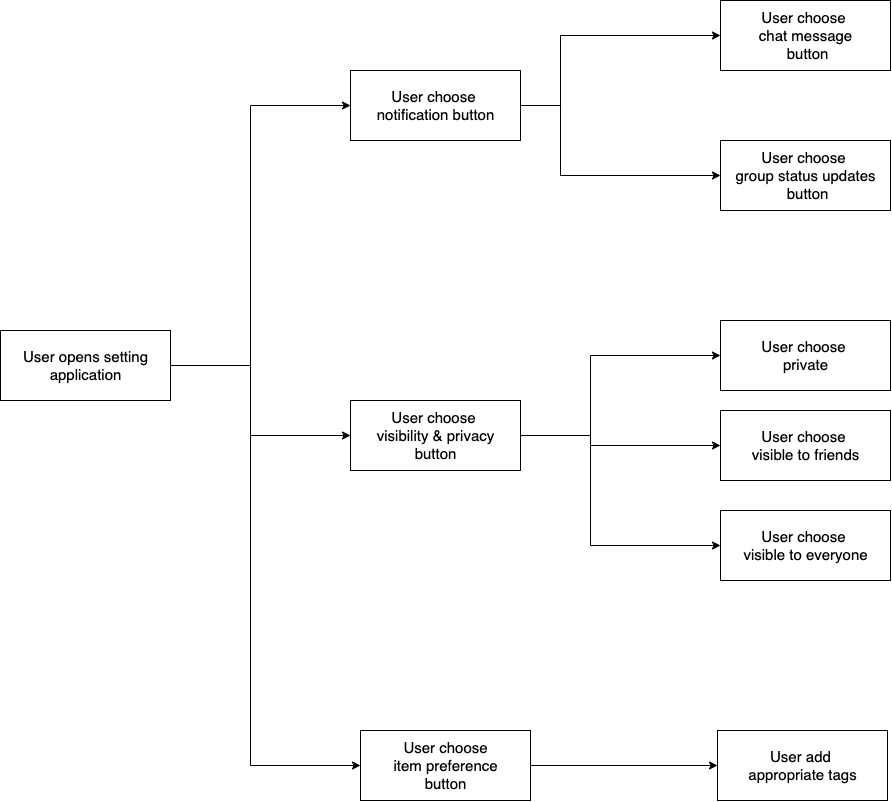 User choose
chat message
button
User choose
notification button
User choose
group status updates
button
User opens setting
application
User choose
private
User choose
visibility & privacy
button
User choose
visible to friends
User choose
visible to everyone
User choose
item preference
button
User add
appropriate tags